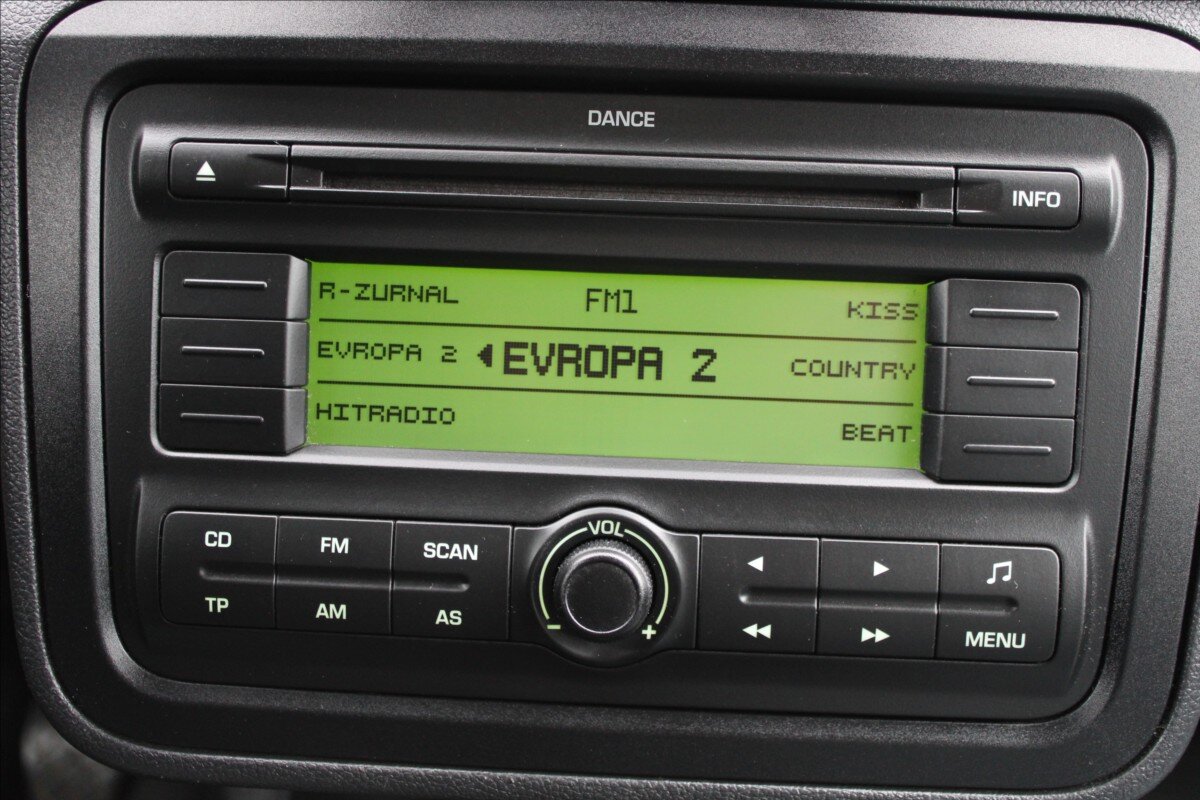 DANCE
INFO
R-ZURNAL FM1 KISS
EVROPA 2 EVROPA 2 COUNTRY
HITRADIO BEAT
CD FM SCAN VOL
TP AM AS - + MENU